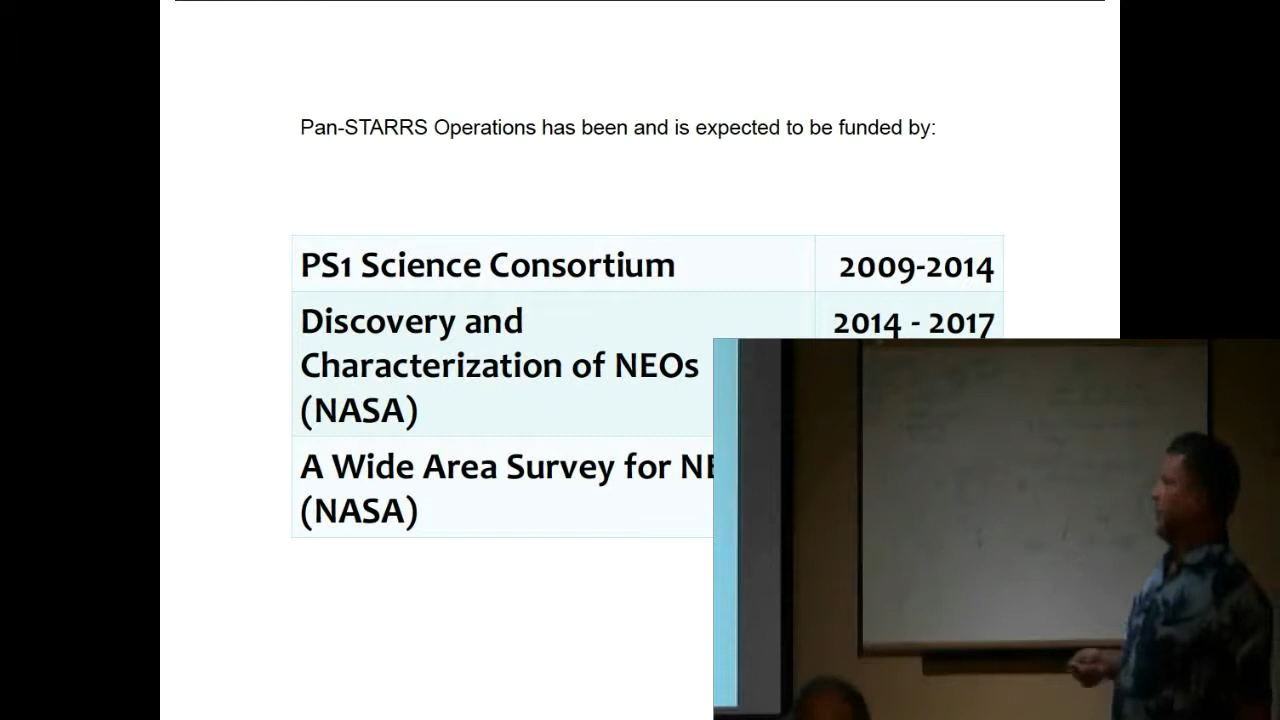 Pan-STARRS Operations has been and is expected to be funded by:
PS1 Science Consortium 2009-2014
Discovery and 2014 - 2017
Characterization of NEOs
(NASA)
A Wide Area Survey for
(NASA)